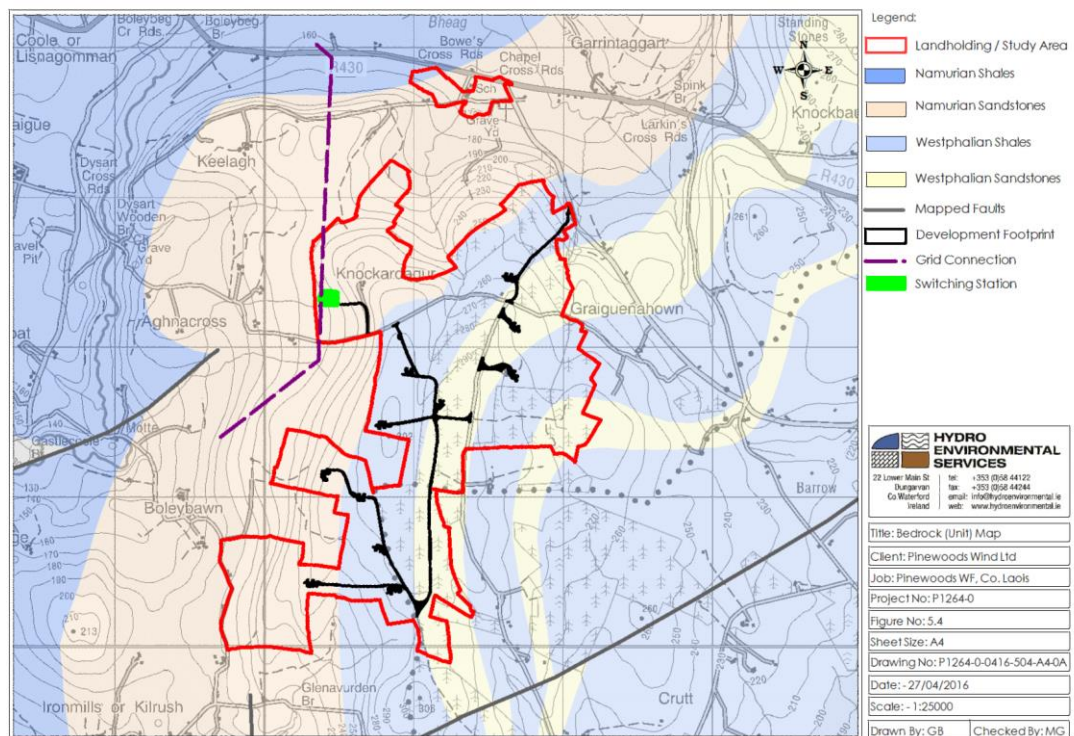 Coole or
Lisnagomman
Boleybeg
Cr Rds
Boleybeg
Br
160
R430
Bheag
Bowe's
Cross Rds
Chapel
Cross Rds
Garrintaggart
Standing
Stones
280
N
W
E
S
Sch
Grave
Yd
Spink
Br
Larkin's
Cross Rds
R430
Keelagh
Dysart
Cross
Rds
Dysart
Wooden
Br
Grave
Yd
Knockardagur
Aghnacross
Graiguenahown
261
260
250
Motte
Boleybawn
Barrow
213
Glenavurden
Br
Ironmills or Kilrush
Crutt
Legend:
Landholding / Study Area
Namurian Shales
Namurian Sandstones
Westphalian Shales
Westphalian Sandstones
Mapped Faults
Development Footprint
Grid Connection
Switching Station
HYDRO
ENVIRONMENTAL
SERVICES
22 Lower Main St
Dungarvan
Co Waterford
Ireland
tel: +353 (0)58 44122
fax: +353 (0)58 44244
email: info@hydroenvironmental.ie
web: www.hydroenvironmental.ie
Title: Bedrock (Unit) Map
Client: Pinewoods Wind Ltd
Job: Pinewoods WF, Co. Laois
Project No: P1264-0
Figure No: 5.4
Sheet Size: A4
Drawing No: P1264-0-0416-504-A4-0A
Date: - 27/04/2016
Scale: - 1:25000
Drawn By: GB
Checked By: MG